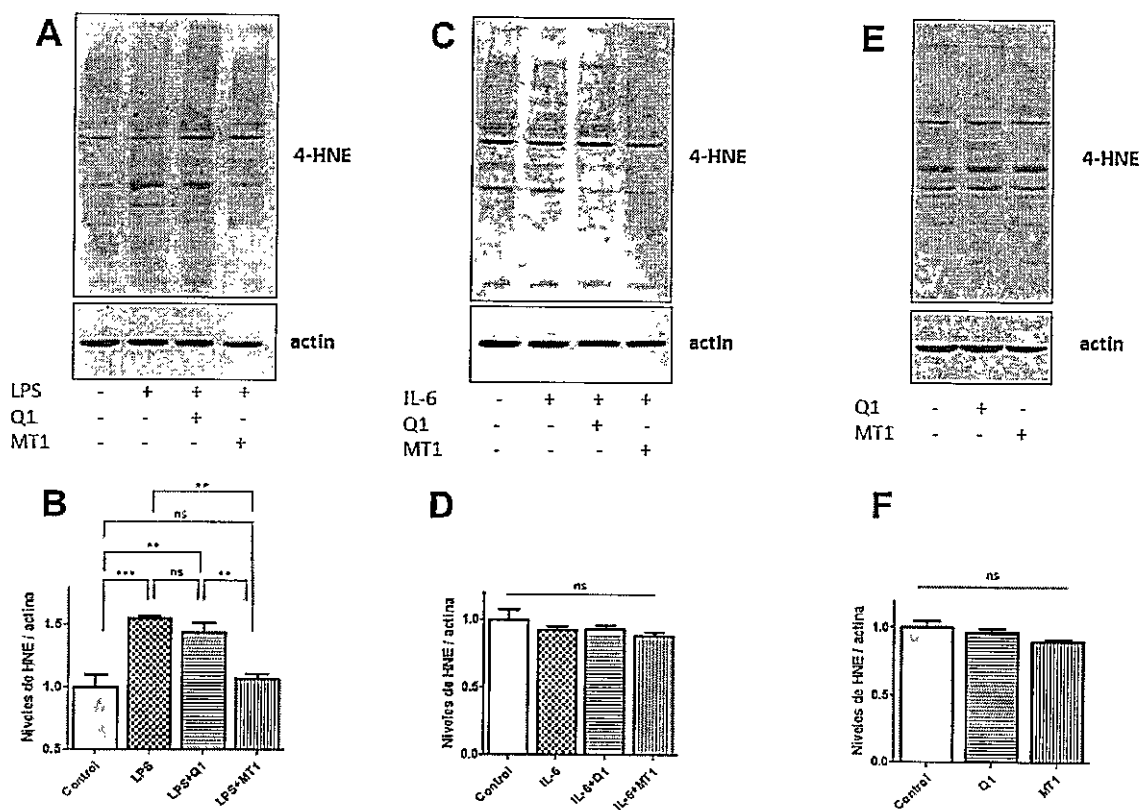 A
4-HNE
actin
LPS - + + +
Q1 - - + -
MT1 - - - +
C
4-HNE
actin
IL-6 - + + +
Q1 - - + -
MT1 - - - +
E
4-HNE
actin
Q1 - + -
MT1 - - +
B
**
ns
**
*** ns **
Niveles de HNE / actina
1.5
1.0
0.5
Control LPS LPS+Q1 LPS+MT1
D
ns
Niveles de HNE / actina
1.0
0.5
0.0
Control IL-6 IL-6+Q1 IL-6+MT1
F
ns
Niveles de HNE / actina
1.0
0.5
0.0
Control Q1 MT1